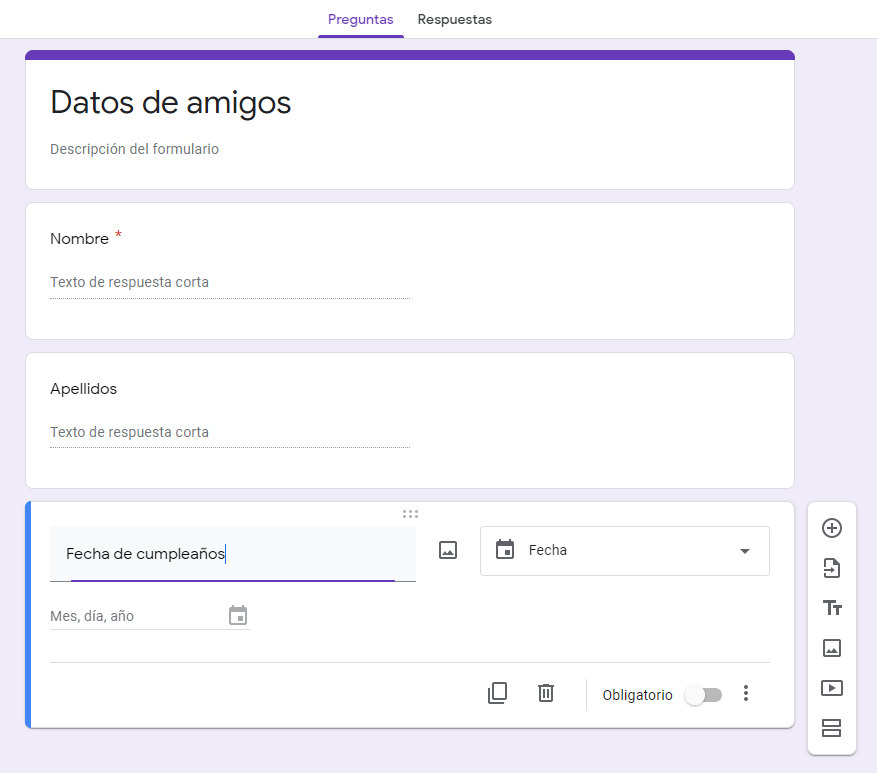 Preguntas Respuestas
Datos de amigos
Descripción del formulario
Nombre *
Texto de respuesta corta
Apellidos
Texto de respuesta corta
Fecha de cumpleaños Fecha
Mes, día, año
Obligatorio